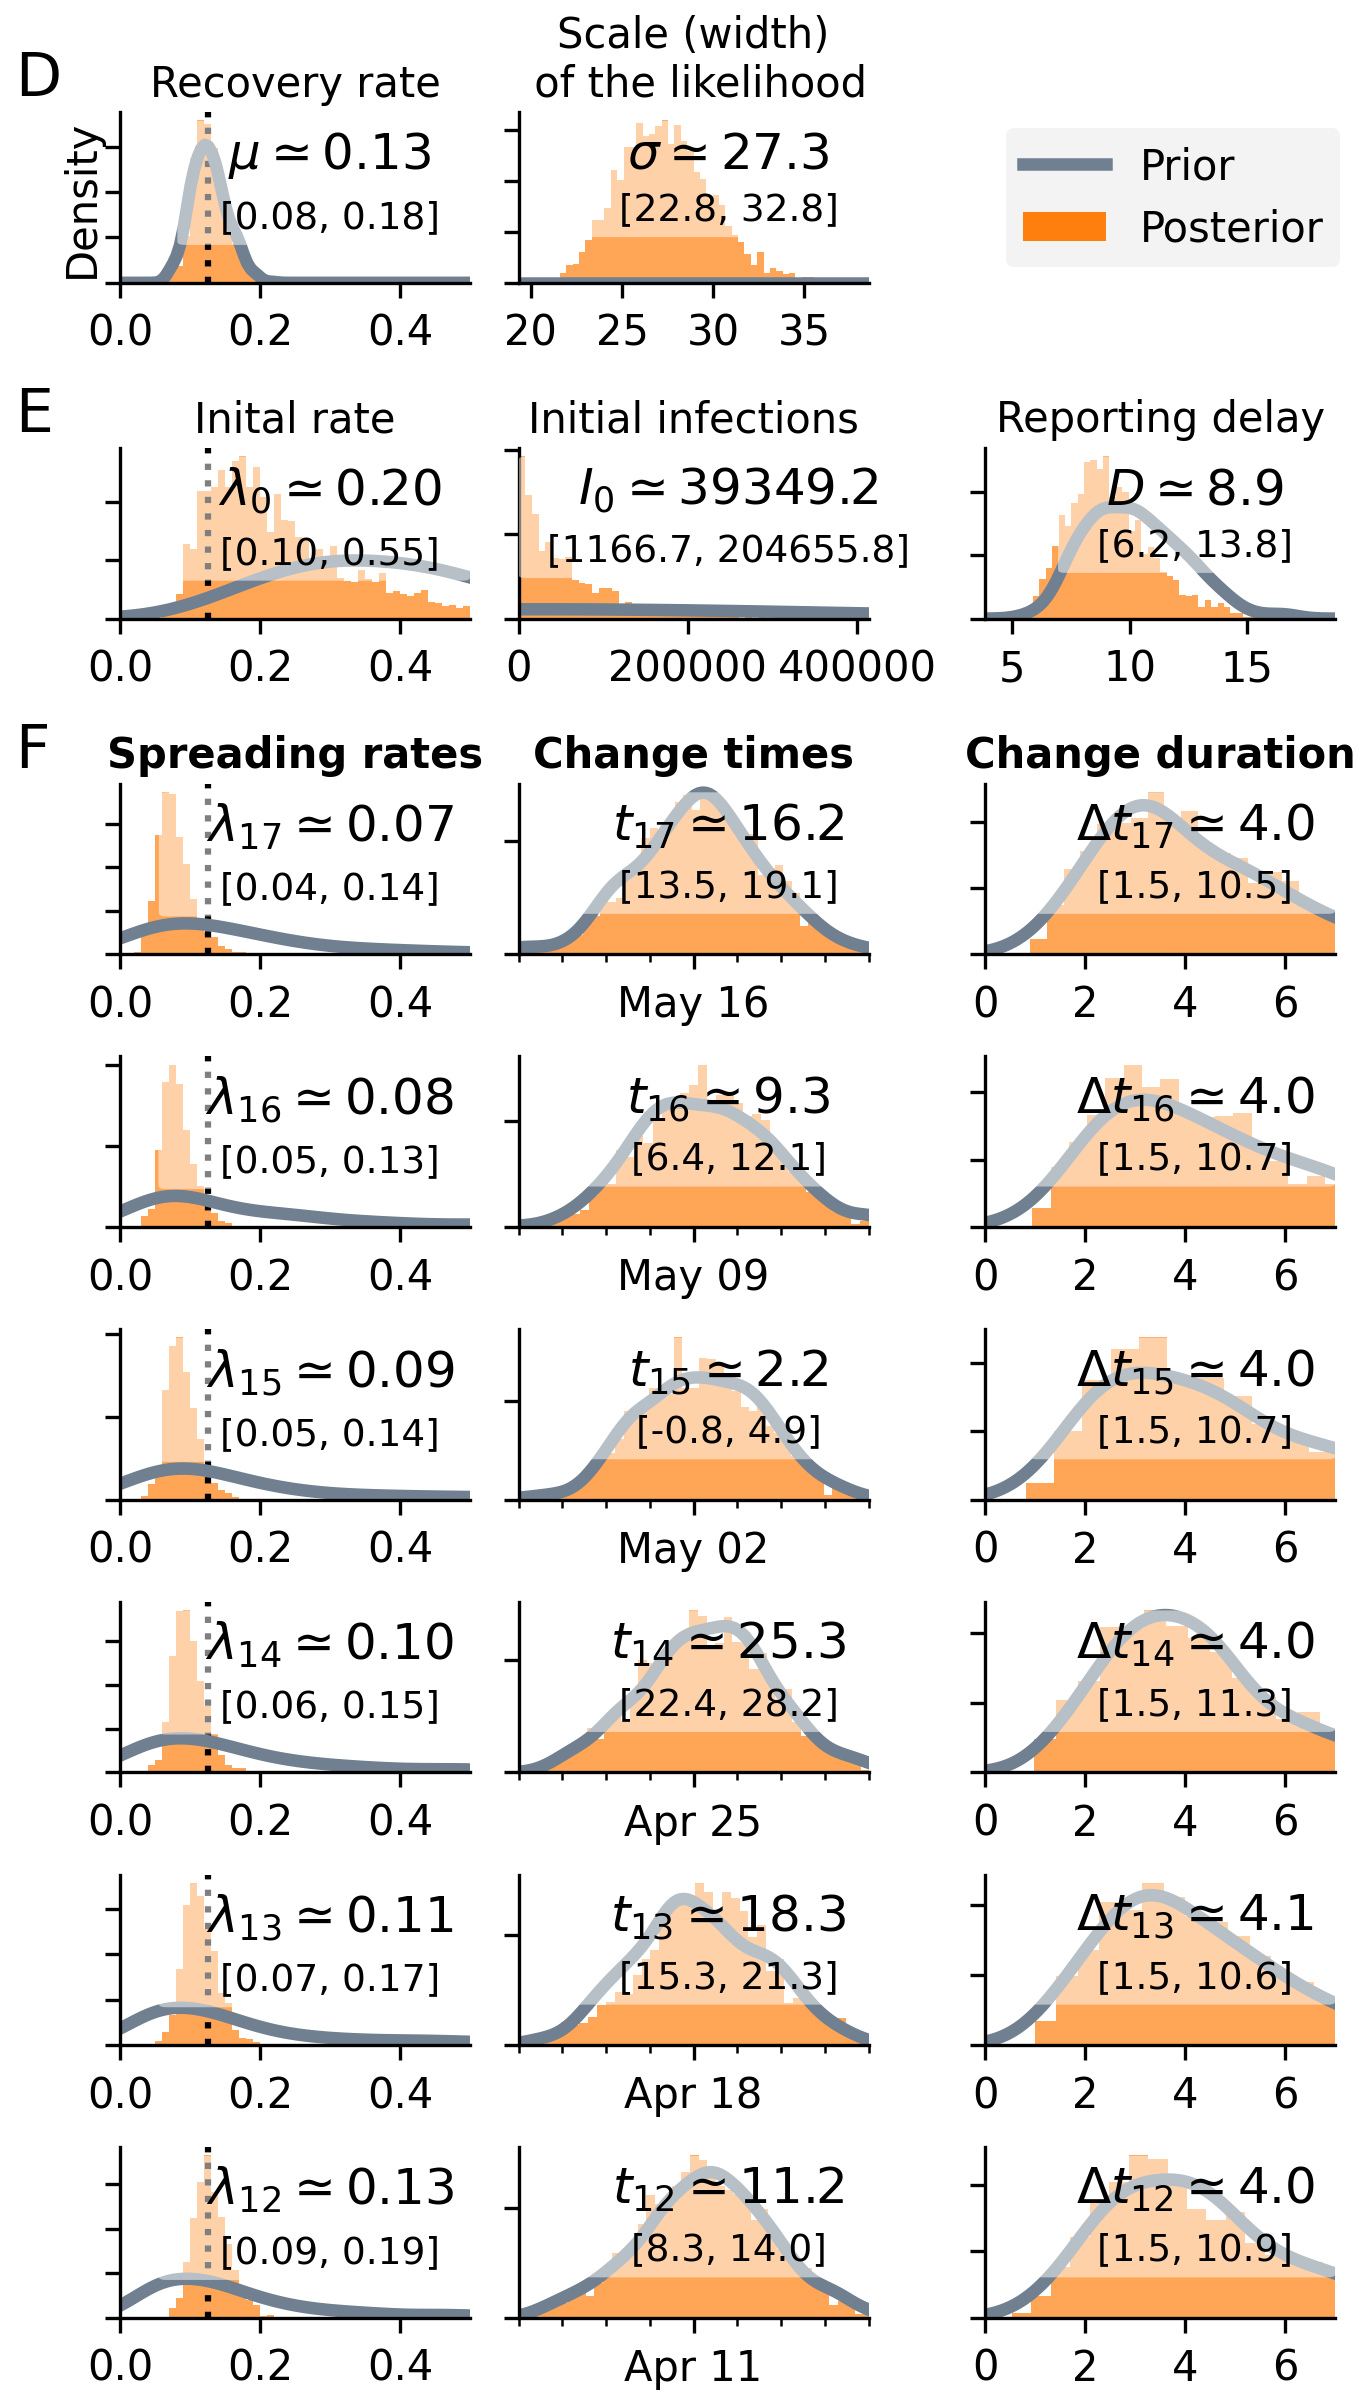 D
Recovery rate
Scale (width)
of the likelihood
Density
μ ≃ 0.13
[0.08, 0.18]
σ ≃ 27.3
[22.8, 32.8]
Prior
Posterior
0.0 0.2 0.4
20 25 30 35
E
Inital rate
Initial infections
Reporting delay
λ0 ≃ 0.20
[0.10, 0.55]
I0 ≃ 39349.2
[1166.7, 204655.8]
D ≃ 8.9
[6.2, 13.8]
0.0 0.2 0.4
0 200000 400000
5 10 15
F
Spreading rates
Change times
Change duration
λ17 ≃ 0.07
[0.04, 0.14]
t17 ≃ 16.2
[13.5, 19.1]
Δt17 ≃ 4.0
[1.5, 10.5]
0.0 0.2 0.4
May 16
0 2 4 6
λ16 ≃ 0.08
[0.05, 0.13]
t16 ≃ 9.3
[6.4, 12.1]
Δt16 ≃ 4.0
[1.5, 10.7]
0.0 0.2 0.4
May 09
0 2 4 6
λ15 ≃ 0.09
[0.05, 0.14]
t15 ≃ 2.2
[-0.8, 4.9]
Δt15 ≃ 4.0
[1.5, 10.7]
0.0 0.2 0.4
May 02
0 2 4 6
λ14 ≃ 0.10
[0.06, 0.15]
t14 ≃ 25.3
[22.4, 28.2]
Δt14 ≃ 4.0
[1.5, 11.3]
0.0 0.2 0.4
Apr 25
0 2 4 6
λ13 ≃ 0.11
[0.07, 0.17]
t13 ≃ 18.3
[15.3, 21.3]
Δt13 ≃ 4.1
[1.5, 10.6]
0.0 0.2 0.4
Apr 18
0 2 4 6
λ12 ≃ 0.13
[0.09, 0.19]
t12 ≃ 11.2
[8.3, 14.0]
Δt12 ≃ 4.0
[1.5, 10.9]
0.0 0.2 0.4
Apr 11
0 2 4 6